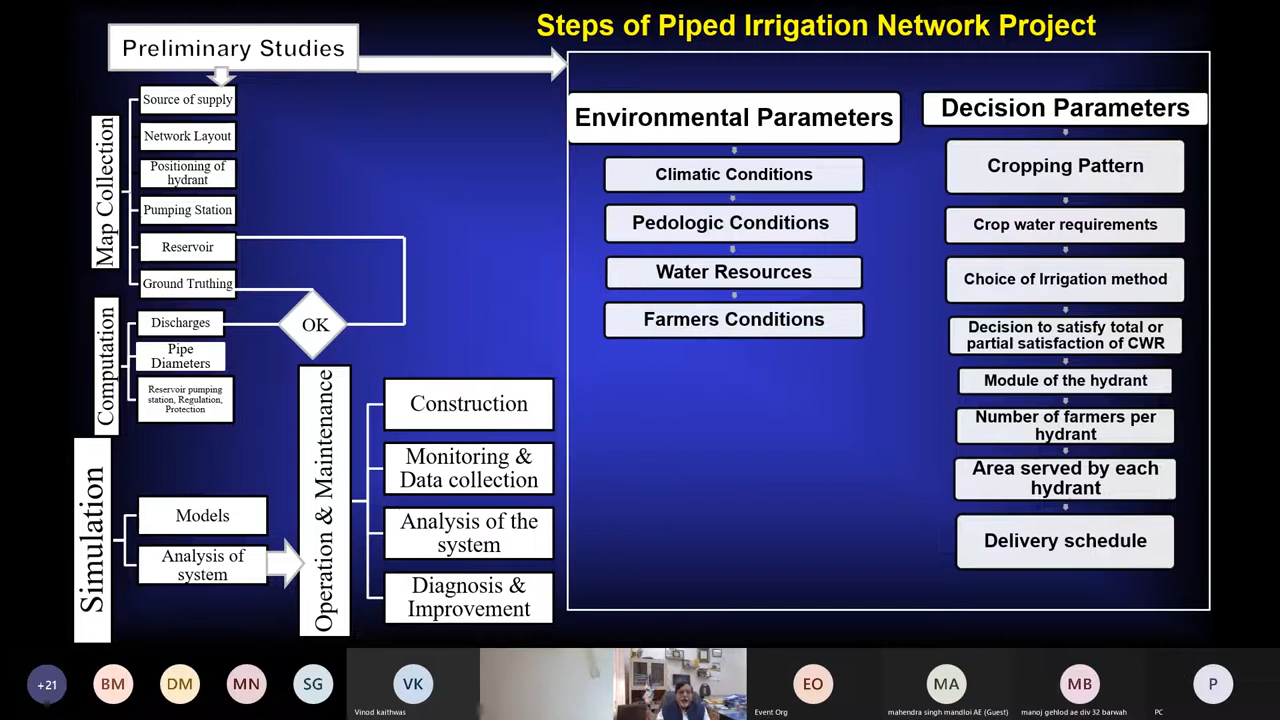 Steps of Piped Irrigation Network Project
Preliminary Studies
Map Collection
Source of supply
Network Layout
Positioning of
hydrant
Pumping Station
Reservoir
Ground Truthing
OK
Computation
Discharges
Pipe
Diameters
Reservoir pumping
station, Regulation,
Protection
Simulation
Models
Analysis of
system
Operation & Maintenance
Construction
Monitoring &
Data collection
Analysis of the
system
Diagnosis &
Improvement
Environmental Parameters
Climatic Conditions
Pedologic Conditions
Water Resources
Farmers Conditions
Decision Parameters
Cropping Pattern
Crop water requirements
Choice of Irrigation method
Decision to satisfy total or
partial satisfaction of CWR
Module of the hydrant
Number of farmers per
hydrant
Area served by each
hydrant
Delivery schedule
+21
BM
DM
MN
SG
VK
Vinod kaithwas
EO
Event Org
MA
mahendra singh mandloi AE (Guest)
MB
manoj gehlod ae div 32 barwah
P
PC